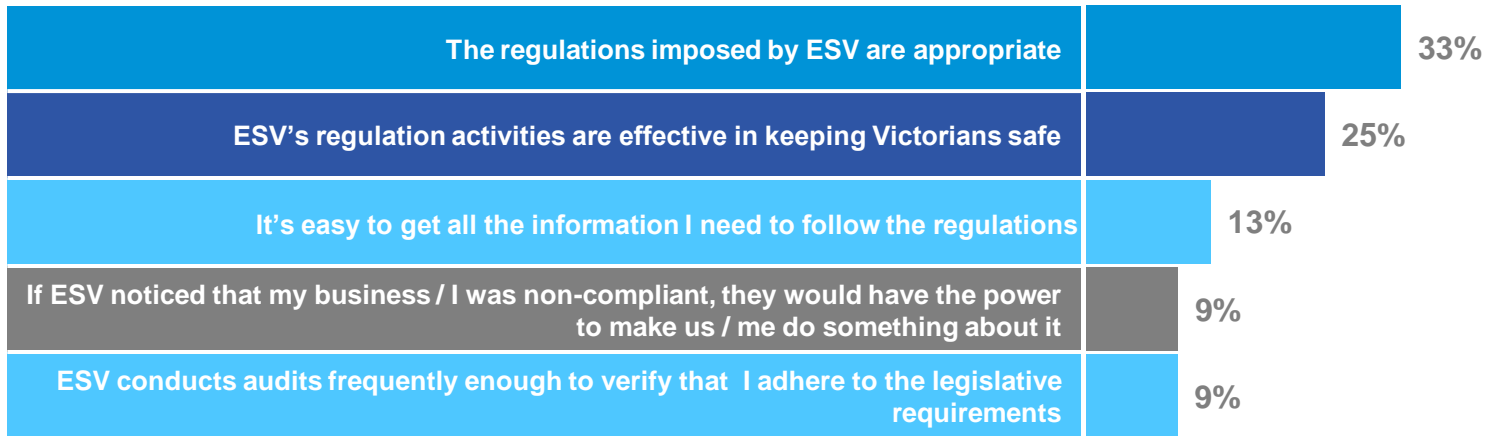 The regulations imposed by ESV are appropriate
33%
ESV’s regulation activities are effective in keeping Victorians safe
25%
It’s easy to get all the information I need to follow the regulations
13%
If ESV noticed that my business / I was non-compliant, they would have the power
to make us / me do something about it
9%
ESV conducts audits frequently enough to verify that I adhere to the legislative
requirements
9%